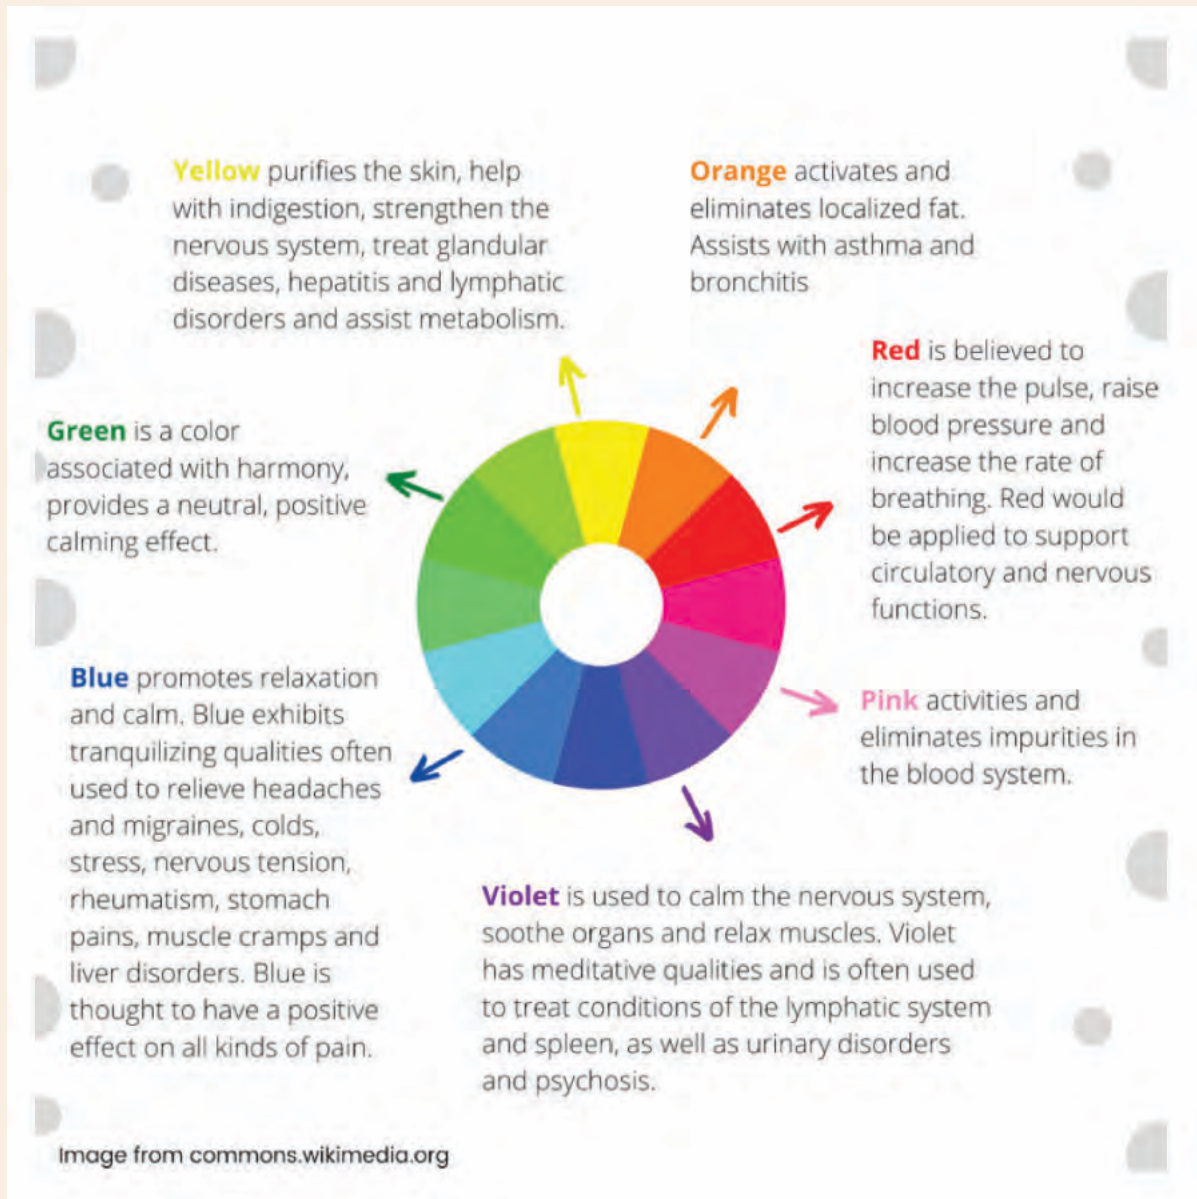 Yellow purifies the skin, help
with indigestion, strengthen the
nervous system, treat glandular
diseases, hepatitis and lymphatic
disorders and assist metabolism.
Orange activates and
eliminates localized fat.
Assists with asthma and
bronchitis
Red is believed to
increase the pulse, raise
blood pressure and
increase the rate of
breathing. Red would
be applied to support
circulatory and nervous
functions.
Green is a color
associated with harmony,
provides a neutral, positive
calming effect.
Blue promotes relaxation
and calm. Blue exhibits
tranquilizing qualities often
used to relieve headaches
and migraines, colds,
stress, nervous tension,
rheumatism, stomach
pains, muscle cramps and
liver disorders. Blue is
thought to have a positive
effect on all kinds of pain.
Pink activities and
eliminates impurities in
the blood system.
Violet is used to calm the nervous system,
soothe organs and relax muscles. Violet
has meditative qualities and is often used
to treat conditions of the lymphatic system
and spleen, as well as urinary disorders
and psychosis.
Image from commons.wikimedia.org